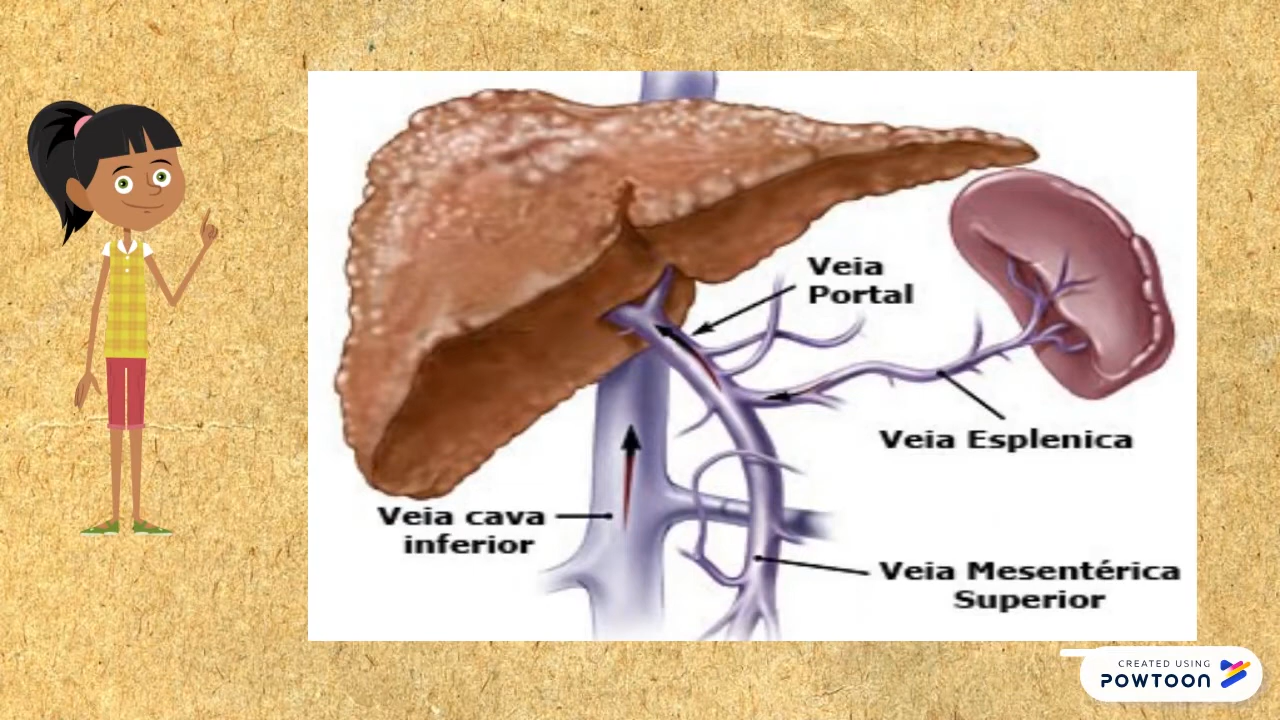 Veia
Portal
Veia Esplenica
Veia cava
inferior
Veia Mesentérica
Superior
CREATED USING
POWTOON